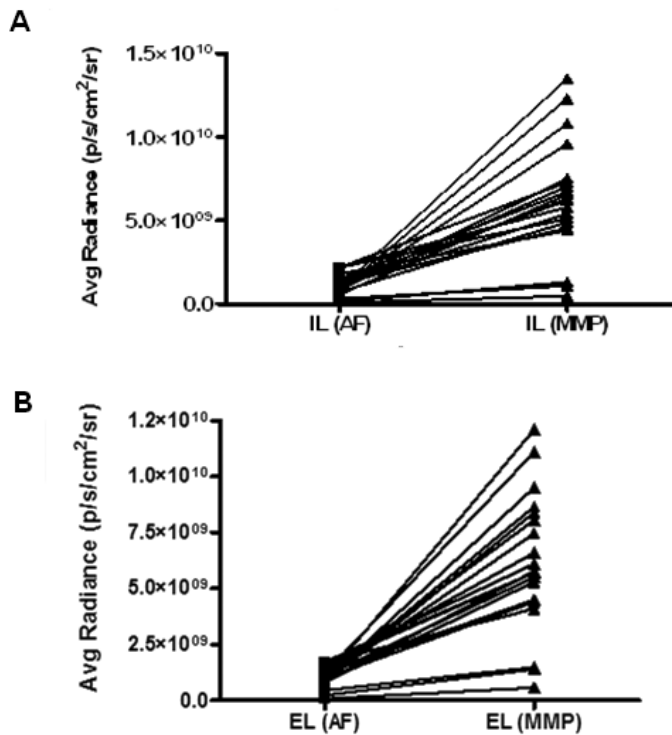 A
Avg Radiance (p/s/cm²/sr)
1.5×10¹⁰
1.0×10¹⁰
5.0×10⁰⁹
0.0
IL (AF)
IL (MMP)
B
Avg Radiance (p/s/cm²/sr)
1.2×10¹⁰
1.0×10¹⁰
7.5×10⁰⁹
5.0×10⁰⁹
2.5×10⁰⁹
0.0
EL (AF)
EL (MMP)